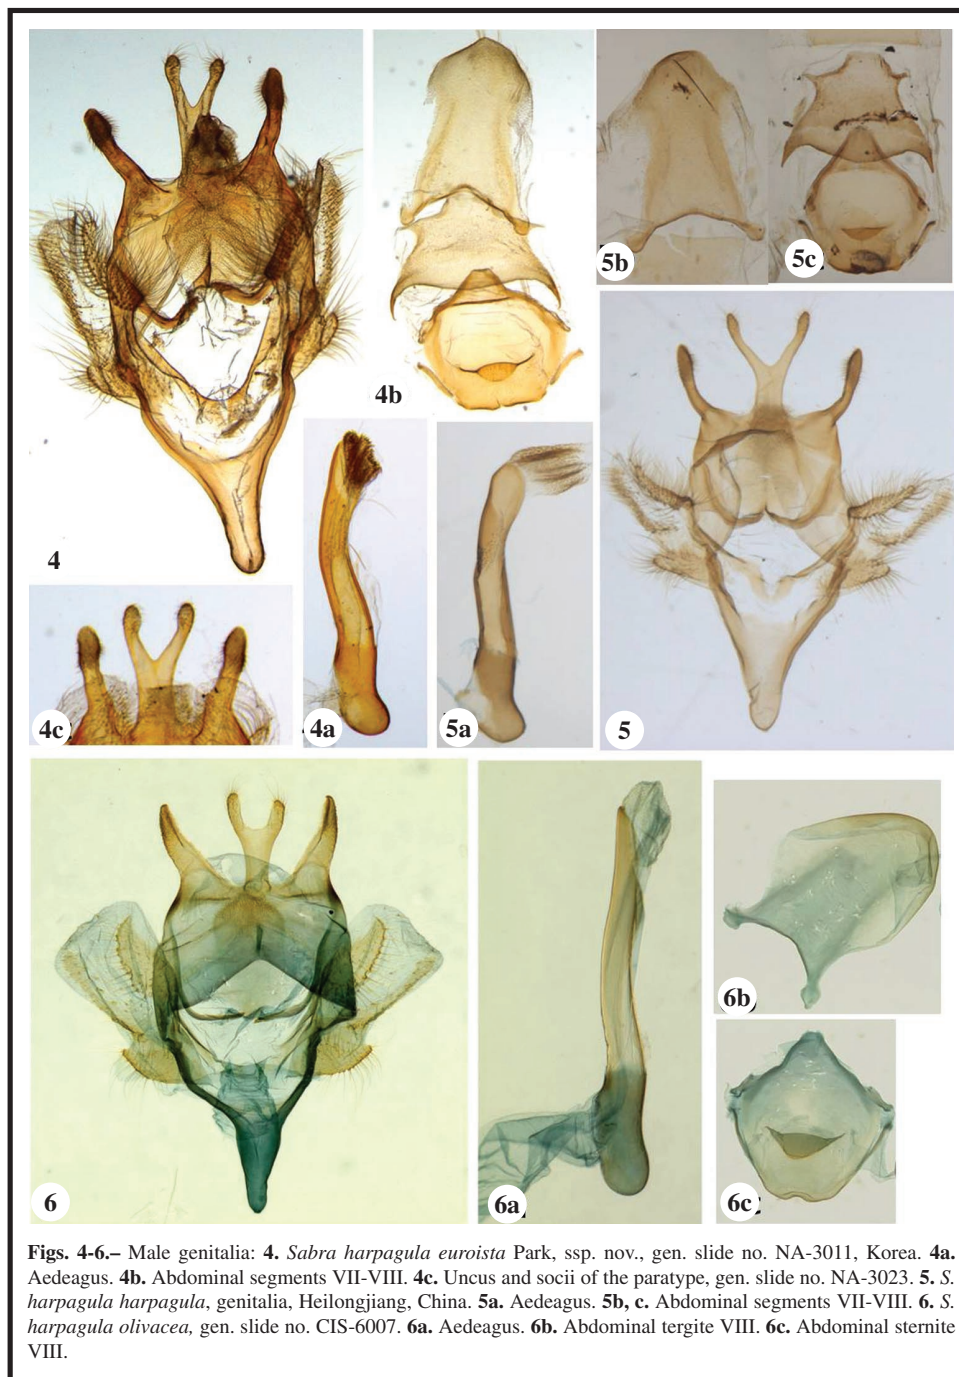 4
4b
5b
5c
4c
4a
5a
5
6
6a
6b
6c
Figs. 4-6.– Male genitalia: 4. Sabra harpagula euroista Park, ssp. nov., gen. slide no. NA-3011, Korea. 4a.
Aedeagus. 4b. Abdominal segments VII-VIII. 4c. Uncus and socii of the paratype, gen. slide no. NA-3023. 5. S.
harpagula harpagula, genitalia, Heilongjiang, China. 5a. Aedeagus. 5b, c. Abdominal segments VII-VIII. 6. S.
harpagula olivacea, gen. slide no. CIS-6007. 6a. Aedeagus. 6b. Abdominal tergite VIII. 6c. Abdominal sternite
VIII.